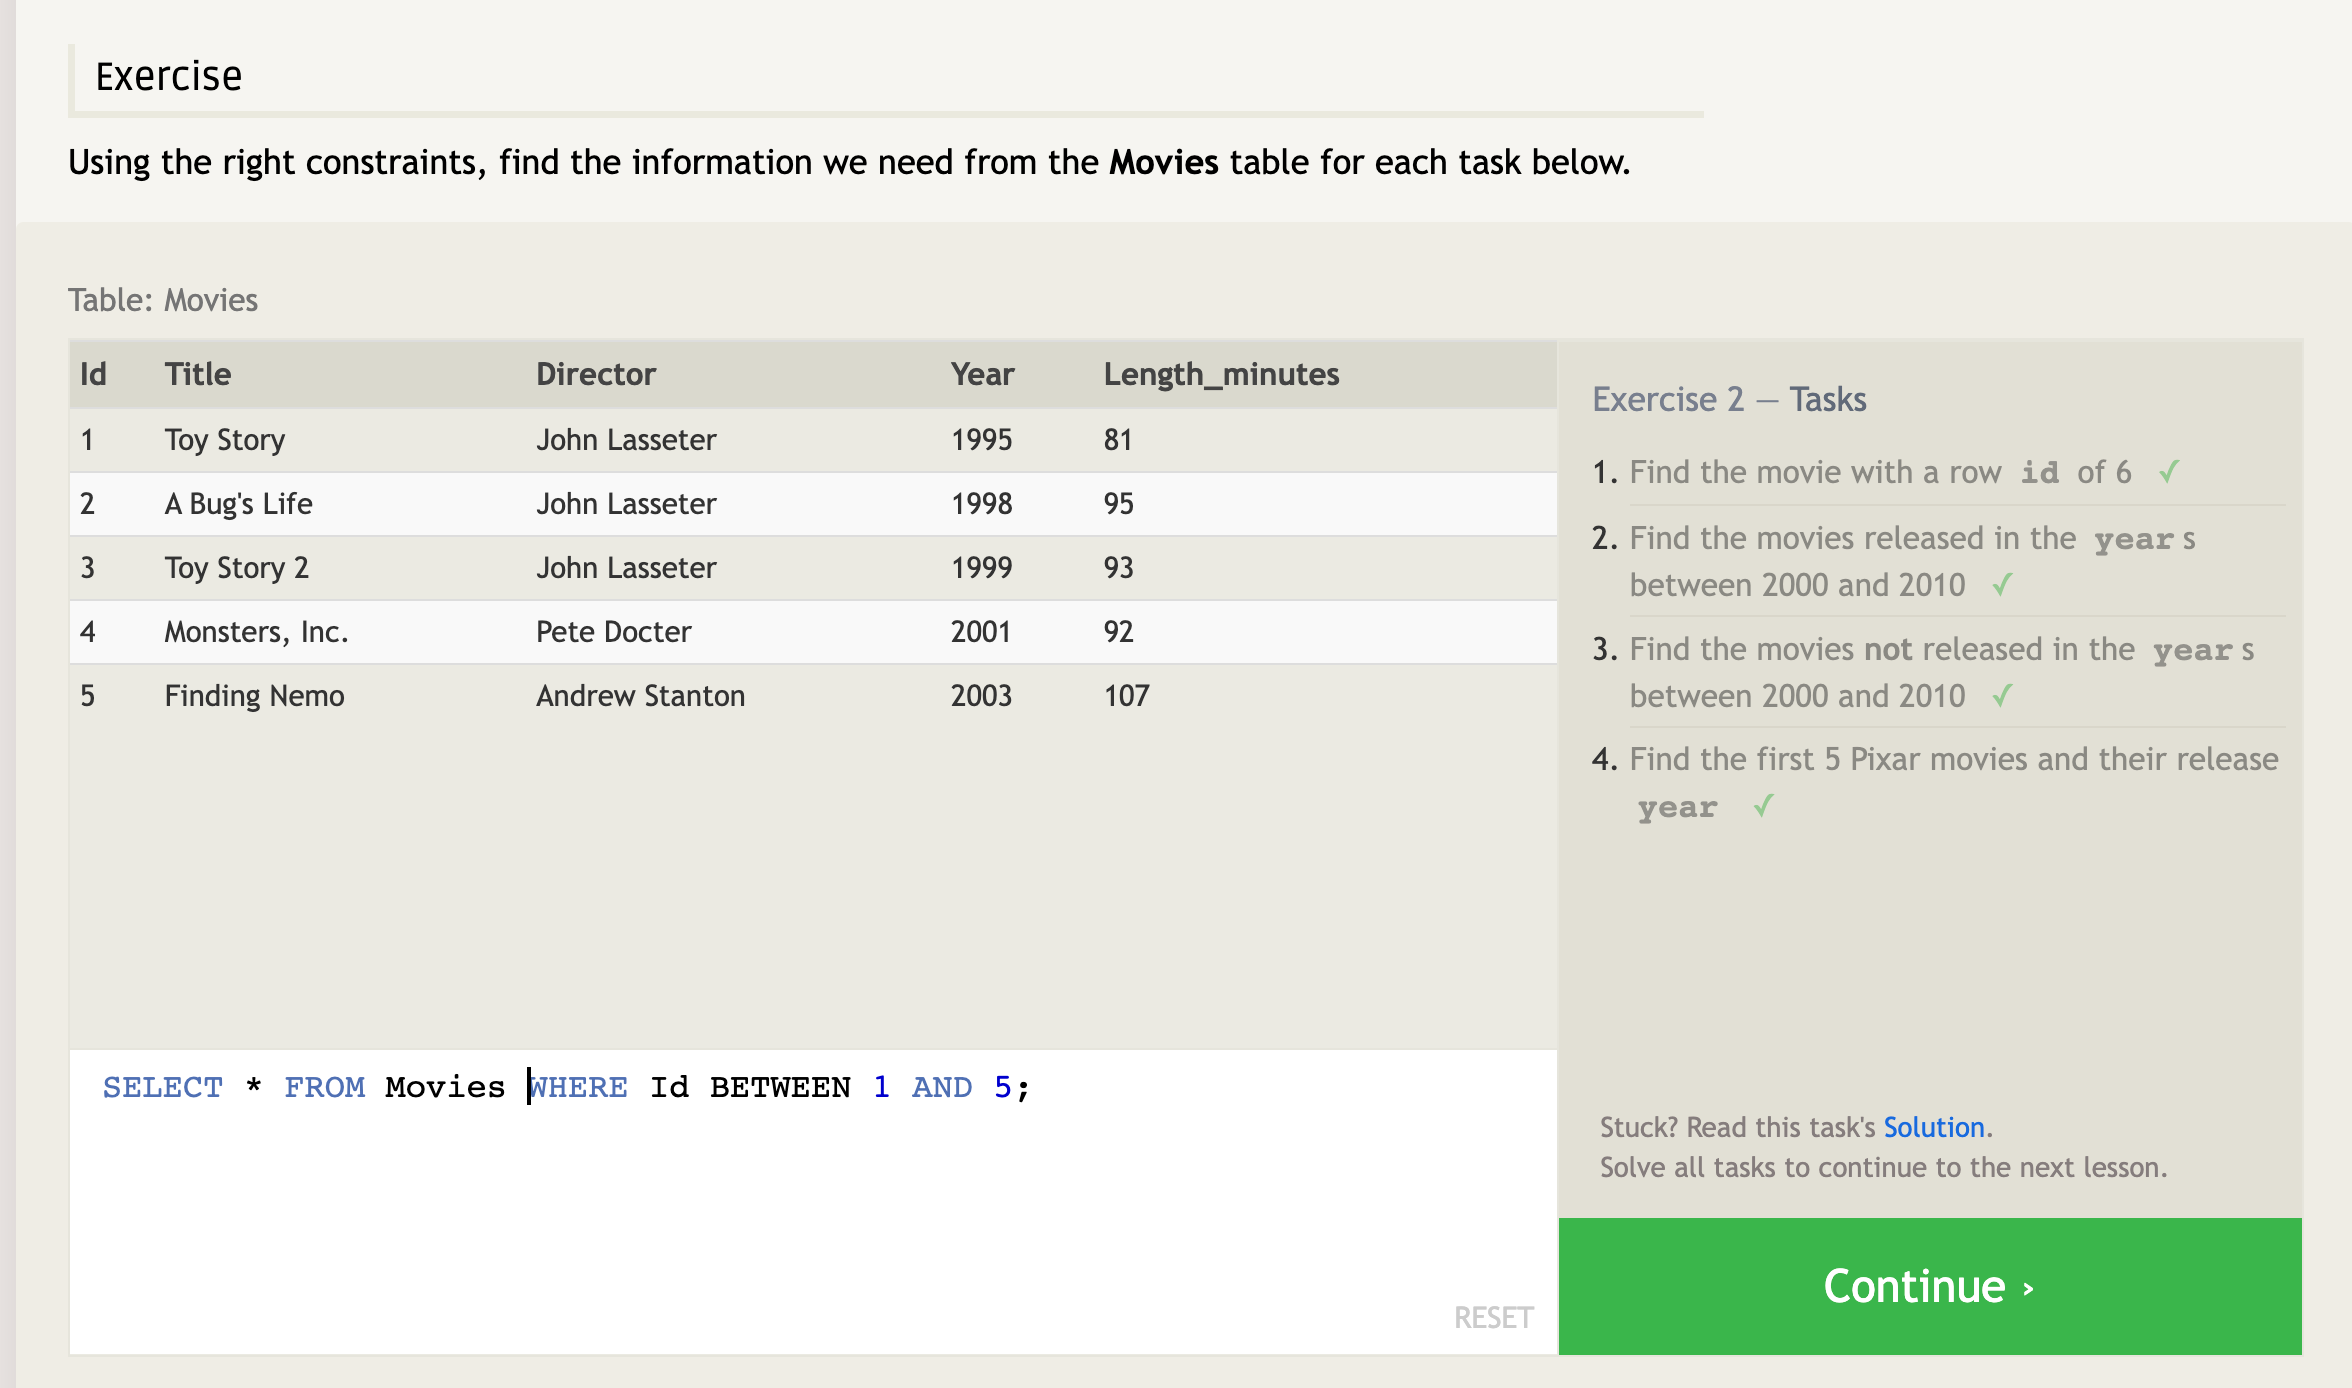 Exercise
Using the right constraints, find the information we need from the Movies table for each task below.
Table: Movies
Id Title Director Year Length_minutes
1 Toy Story John Lasseter 1995 81
2 A Bug's Life John Lasseter 1998 95
3 Toy Story 2 John Lasseter 1999 93
4 Monsters, Inc. Pete Docter 2001 92
5 Finding Nemo Andrew Stanton 2003 107
SELECT * FROM Movies WHERE Id BETWEEN 1 AND 5;
RESET
Exercise 2 — Tasks
1. Find the movie with a row id of 6 ✓
2. Find the movies released in the year s
between 2000 and 2010 ✓
3. Find the movies not released in the year s
between 2000 and 2010 ✓
4. Find the first 5 Pixar movies and their release
year ✓
Stuck? Read this task's Solution.
Solve all tasks to continue to the next lesson.
Continue ›